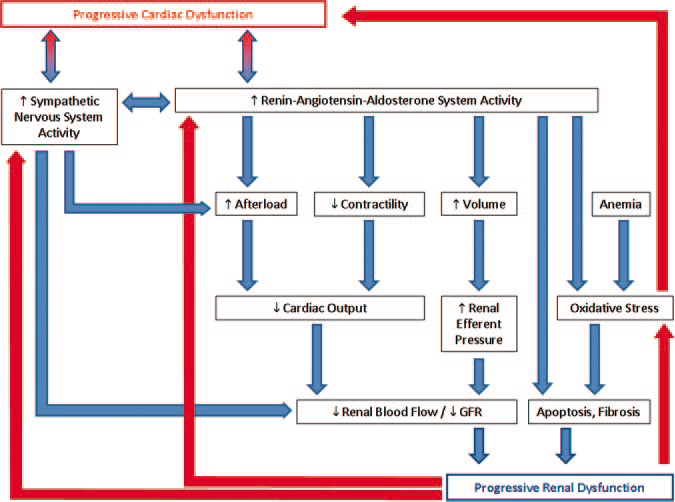 Progressive Cardiac Dysfunction
↑ Sympathetic
Nervous System
Activity
↑ Renin-Angiotensin-Aldosterone System Activity
↑ Afterload
↓ Contractility
↑ Volume
Anemia
↓ Cardiac Output
↑ Renal
Efferent
Pressure
Oxidative Stress
↓ Renal Blood Flow / ↓ GFR
Apoptosis, Fibrosis
Progressive Renal Dysfunction